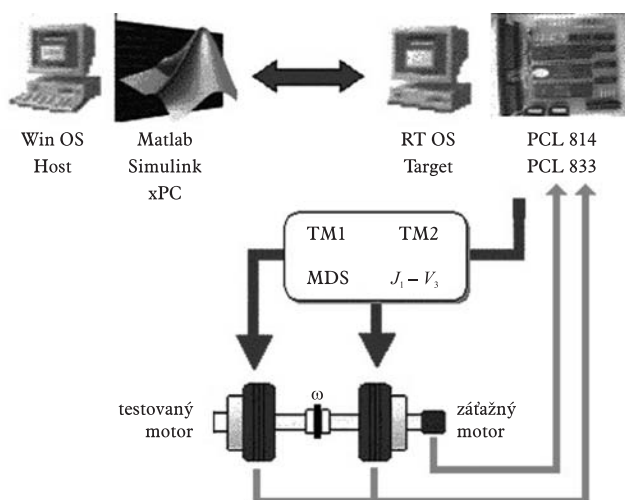 Win OS
Host
Matlab
Simulink
xPC
RT OS
Target
PCL 814
PCL 833
TM1 TM2
MDS J₁ – V₃
ω
testovaný
motor
záťažný
motor